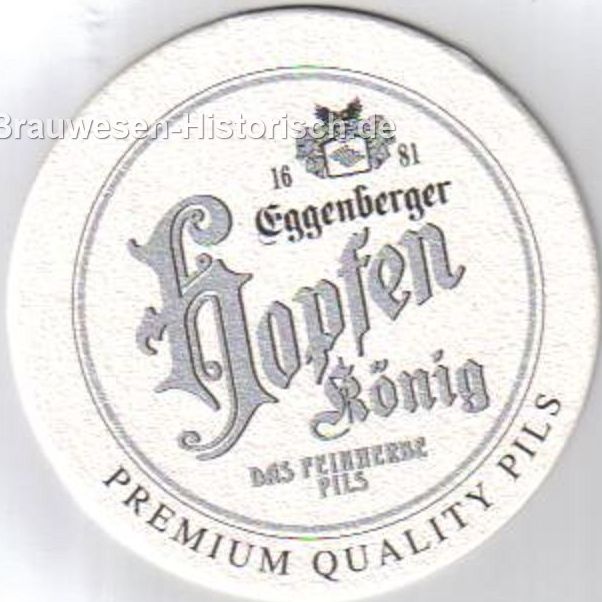 Brauwesen-Historisch.de
16 81
Eggenberger
Hopfen
König
DAS FEINHERBE
PILS
PREMIUM QUALITY PILS